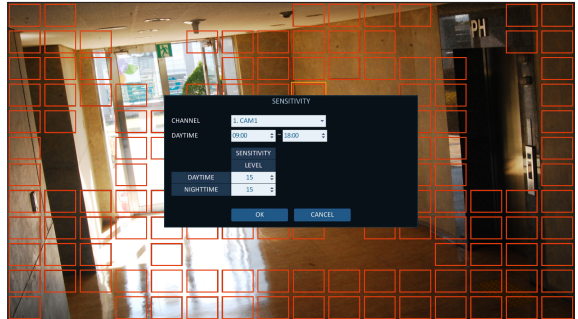 PH
SENSITIVITY
CHANNEL 1. CAM1
DAYTIME 09:00 ~ 18:00
SENSITIVITY
LEVEL
DAYTIME 15
NIGHTTIME 15
OK CANCEL